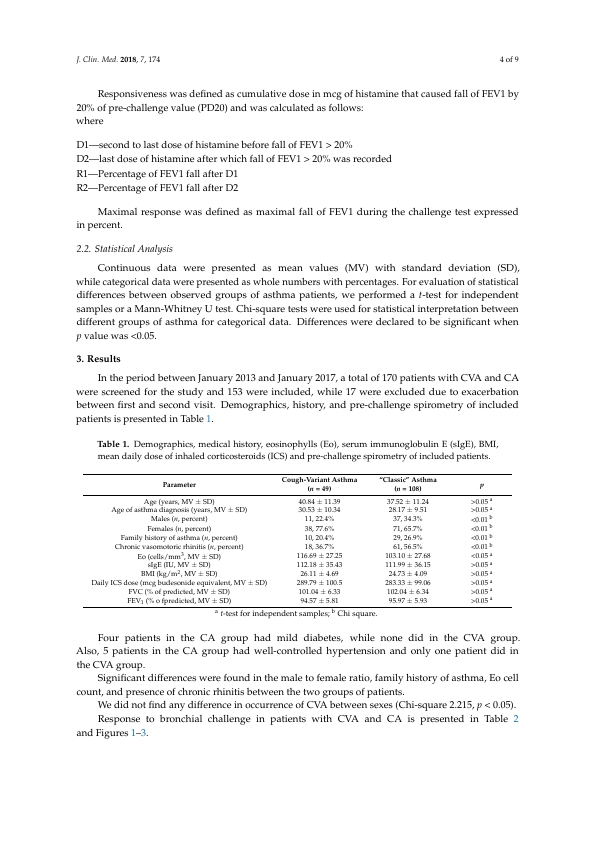 J. Clin. Med. 2018, 7, 174
4 of 9
Responsiveness was defined as cumulative dose in mcg of histamine that caused fall of FEV1 by
20% of pre-challenge value (PD20) and was calculated as follows:
where
D1—second to last dose of histamine before fall of FEV1 > 20%
D2—last dose of histamine after which fall of FEV1 > 20% was recorded
R1—Percentage of FEV1 fall after D1
R2—Percentage of FEV1 fall after D2
Maximal response was defined as maximal fall of FEV1 during the challenge test expressed
in percent.
2.2. Statistical Analysis
Continuous data were presented as mean values (MV) with standard deviation (SD),
while categorical data were presented as whole numbers with percentages. For evaluation of statistical
differences between observed groups of asthma patients, we performed a t-test for independent
samples or a Mann-Whitney U test. Chi-square tests were used for statistical interpretation between
different groups of asthma for categorical data. Differences were declared to be significant when
p value was <0.05.
3. Results
In the period between January 2013 and January 2017, a total of 170 patients with CVA and CA
were screened for the study and 153 were included, while 17 were excluded due to exacerbation
between first and second visit. Demographics, history, and pre-challenge spirometry of included
patients is presented in Table 1.
Table 1. Demographics, medical history, eosinophylls (Eo), serum immunoglobulin E (sIgE), BMI,
mean daily dose of inhaled corticosteroids (ICS) and pre-challenge spirometry of included patients.
Parameter Cough-Variant Asthma (n = 49) "Classic" Asthma (n = 108) p
Age (years, MV ± SD) 40.84 ± 11.39 37.52 ± 11.24 >0.05 a
Age of asthma diagnosis (years, MV ± SD) 30.53 ± 10.34 28.17 ± 9.51 >0.05 a
Males (n, percent) 11, 22.4% 37, 34.3% <0.01 b
Females (n, percent) 38, 77.6% 71, 65.7% <0.01 b
Family history of asthma (n, percent) 10, 20.4% 29, 26.9% <0.01 b
Chronic vasomotoric rhinitis (n, percent) 18, 36.7% 61, 56.5% <0.01 b
Eo (cells/mm3, MV ± SD) 116.69 ± 27.25 103.10 ± 27.68 <0.05 a
sIgE (IU, MV ± SD) 112.18 ± 35.43 111.99 ± 36.15 >0.05 a
BMI (kg/m2, MV ± SD) 26.11 ± 4.69 24.73 ± 4.09 >0.05 a
Daily ICS dose (mcg budesonide equivalent, MV ± SD) 289.79 ± 100.5 283.33 ± 99.06 >0.05 a
FVC (% of predicted, MV ± SD) 101.04 ± 6.33 102.04 ± 6.34 >0.05 a
FEV1 (% o fpredicted, MV ± SD) 94.57 ± 5.81 95.97 ± 5.93 >0.05 a
a t-test for independent samples; b Chi square.
Four patients in the CA group had mild diabetes, while none did in the CVA group.
Also, 5 patients in the CA group had well-controlled hypertension and only one patient did in
the CVA group.
Significant differences were found in the male to female ratio, family history of asthma, Eo cell
count, and presence of chronic rhinitis between the two groups of patients.
We did not find any difference in occurrence of CVA between sexes (Chi-square 2.215, p < 0.05).
Response to bronchial challenge in patients with CVA and CA is presented in Table 2
and Figures 1–3.